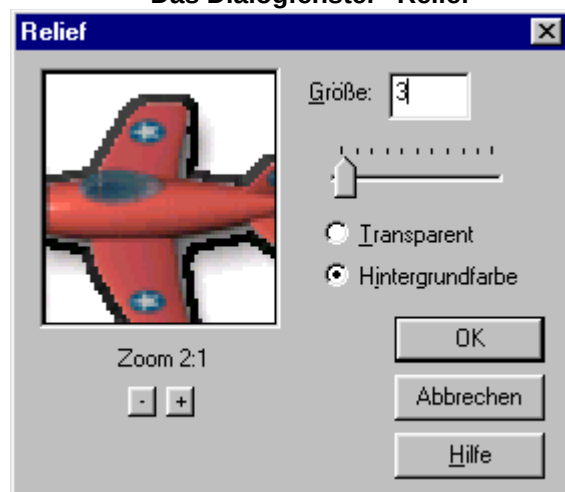 Das Dialogfenster "Relief"
Relief
Größe: 3
Transparent
Hintergrundfarbe
Zoom 2:1
- +
OK
Abbrechen
Hilfe